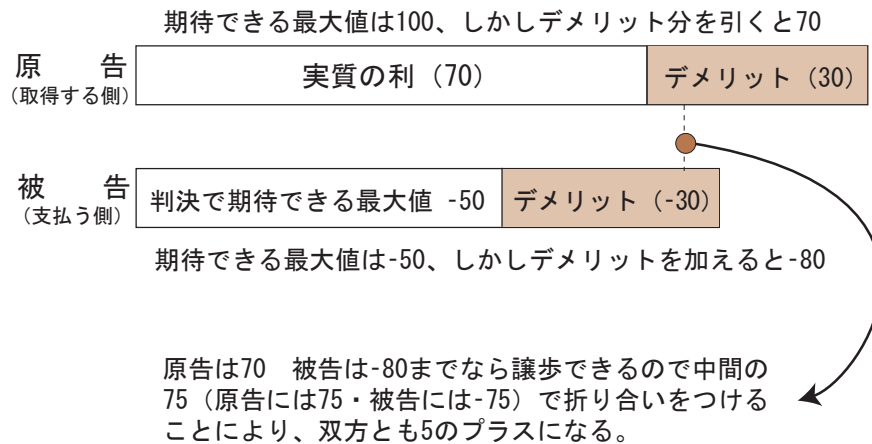 期待できる最大値は100、しかしデメリット分を引くと70
原　告
(取得する側)
実質の利（70）
デメリット（30）
被　告
(支払う側)
判決で期待できる最大値 -50
デメリット（-30）
期待できる最大値は-50、しかしデメリットを加えると-80
原告は70　被告は-80までなら譲歩できるので中間の
75（原告には75・被告には-75）で折り合いをつける
ことにより、双方とも5のプラスになる。